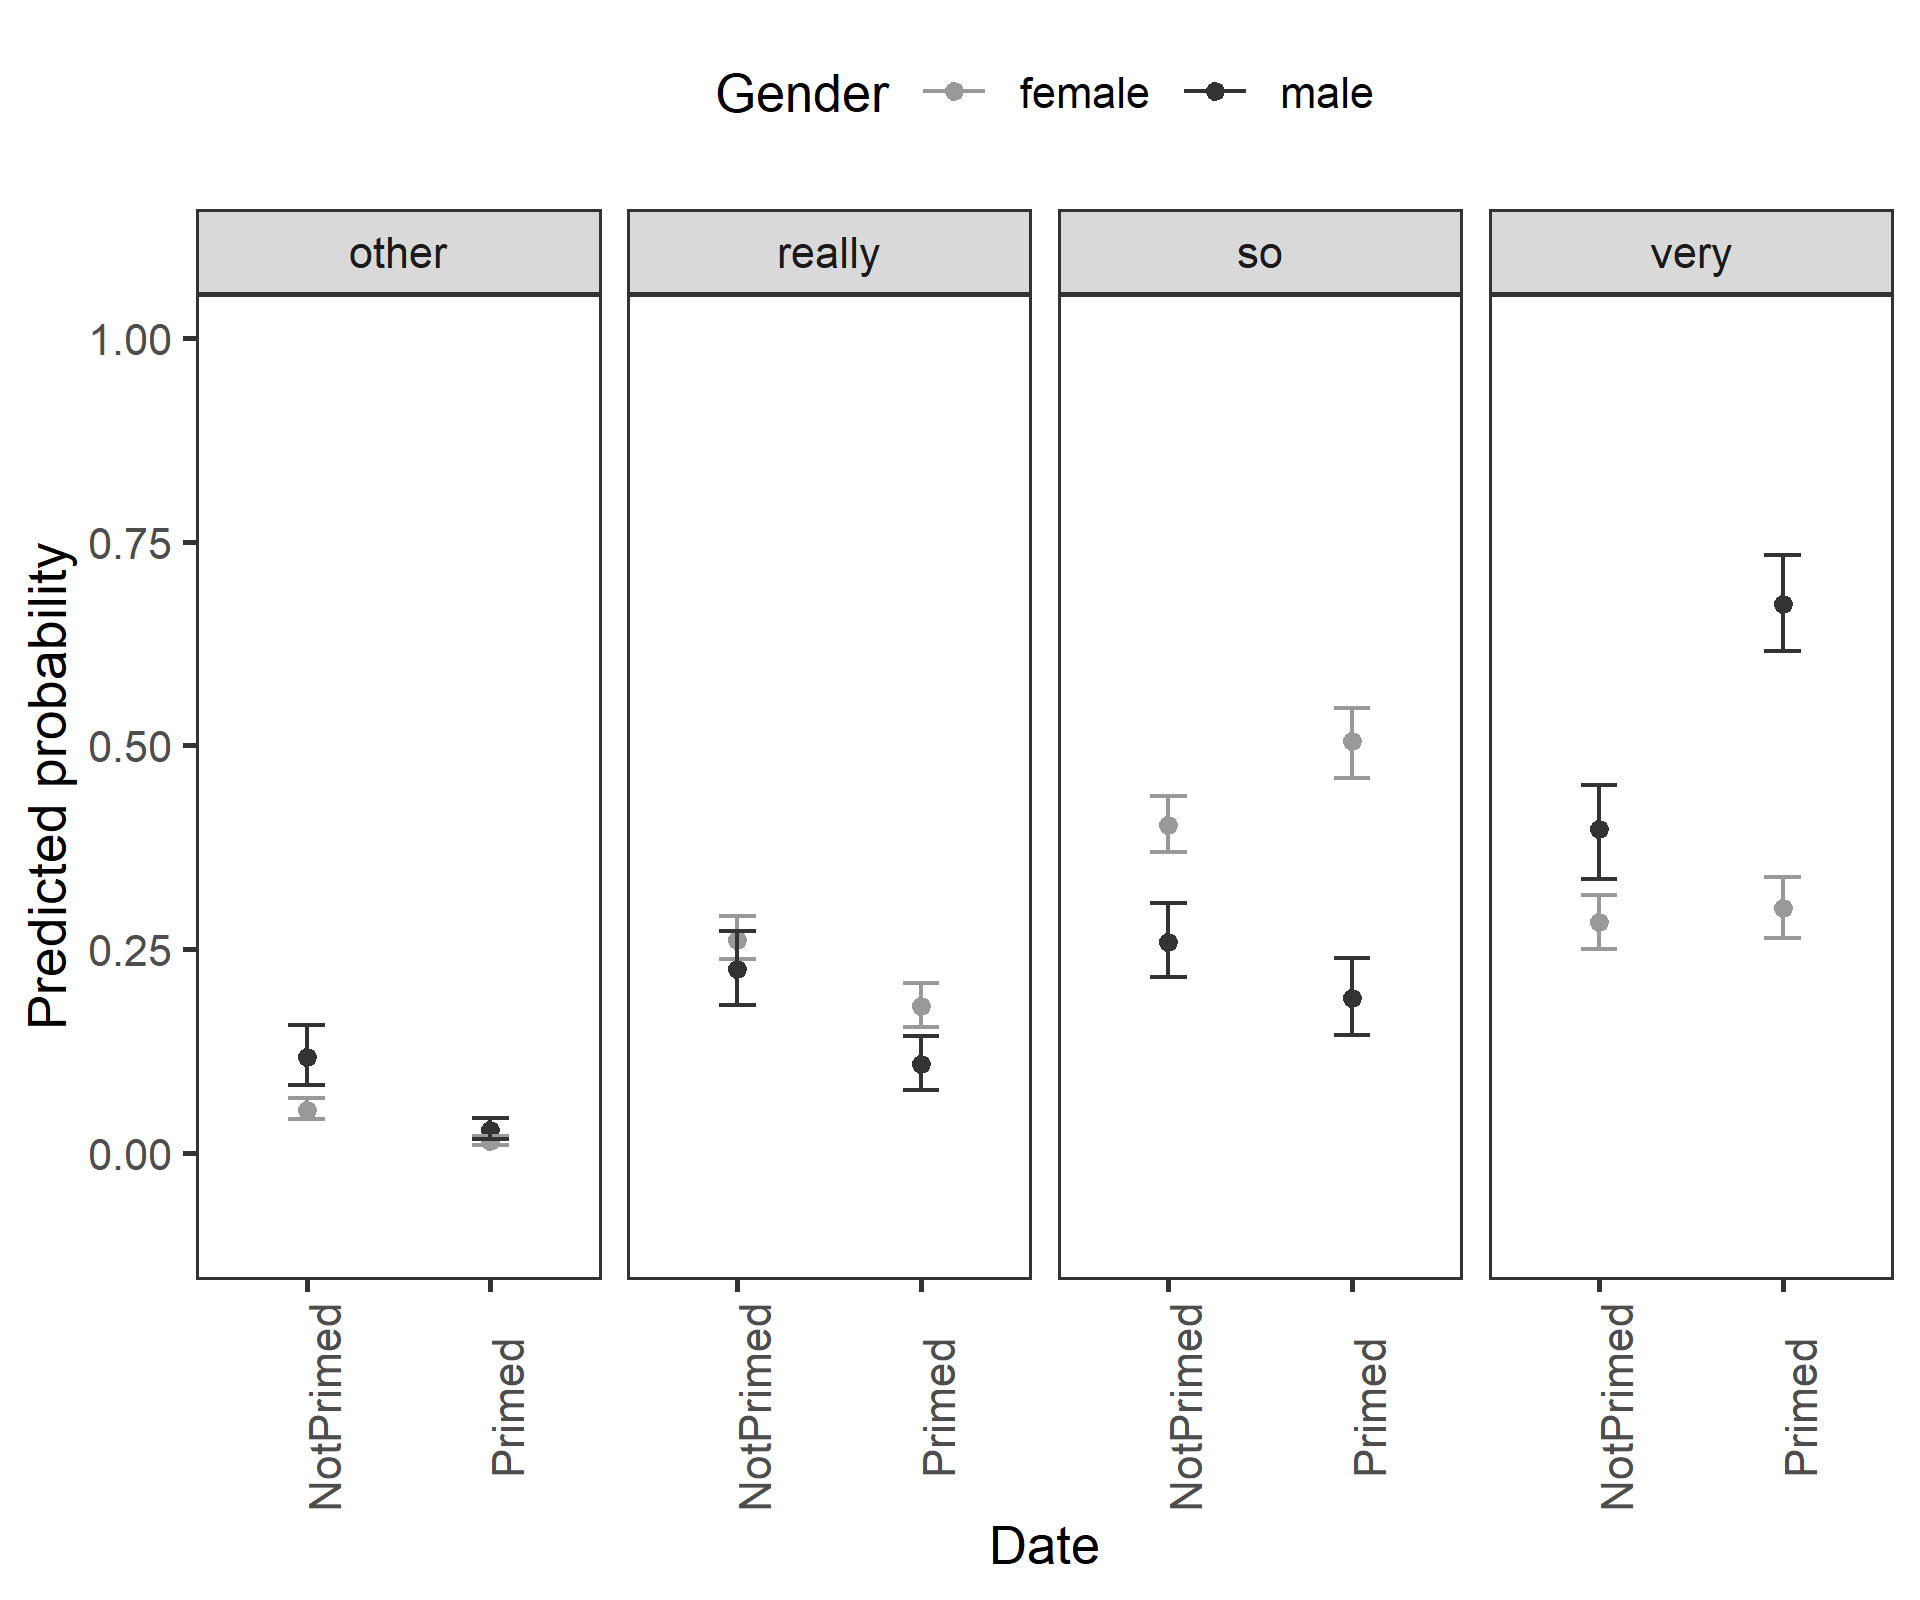 Gender female male
other really so very
1.00
0.75
0.50
0.25
0.00
Predicted probability
NotPrimed Primed NotPrimed Primed NotPrimed Primed NotPrimed Primed
Date